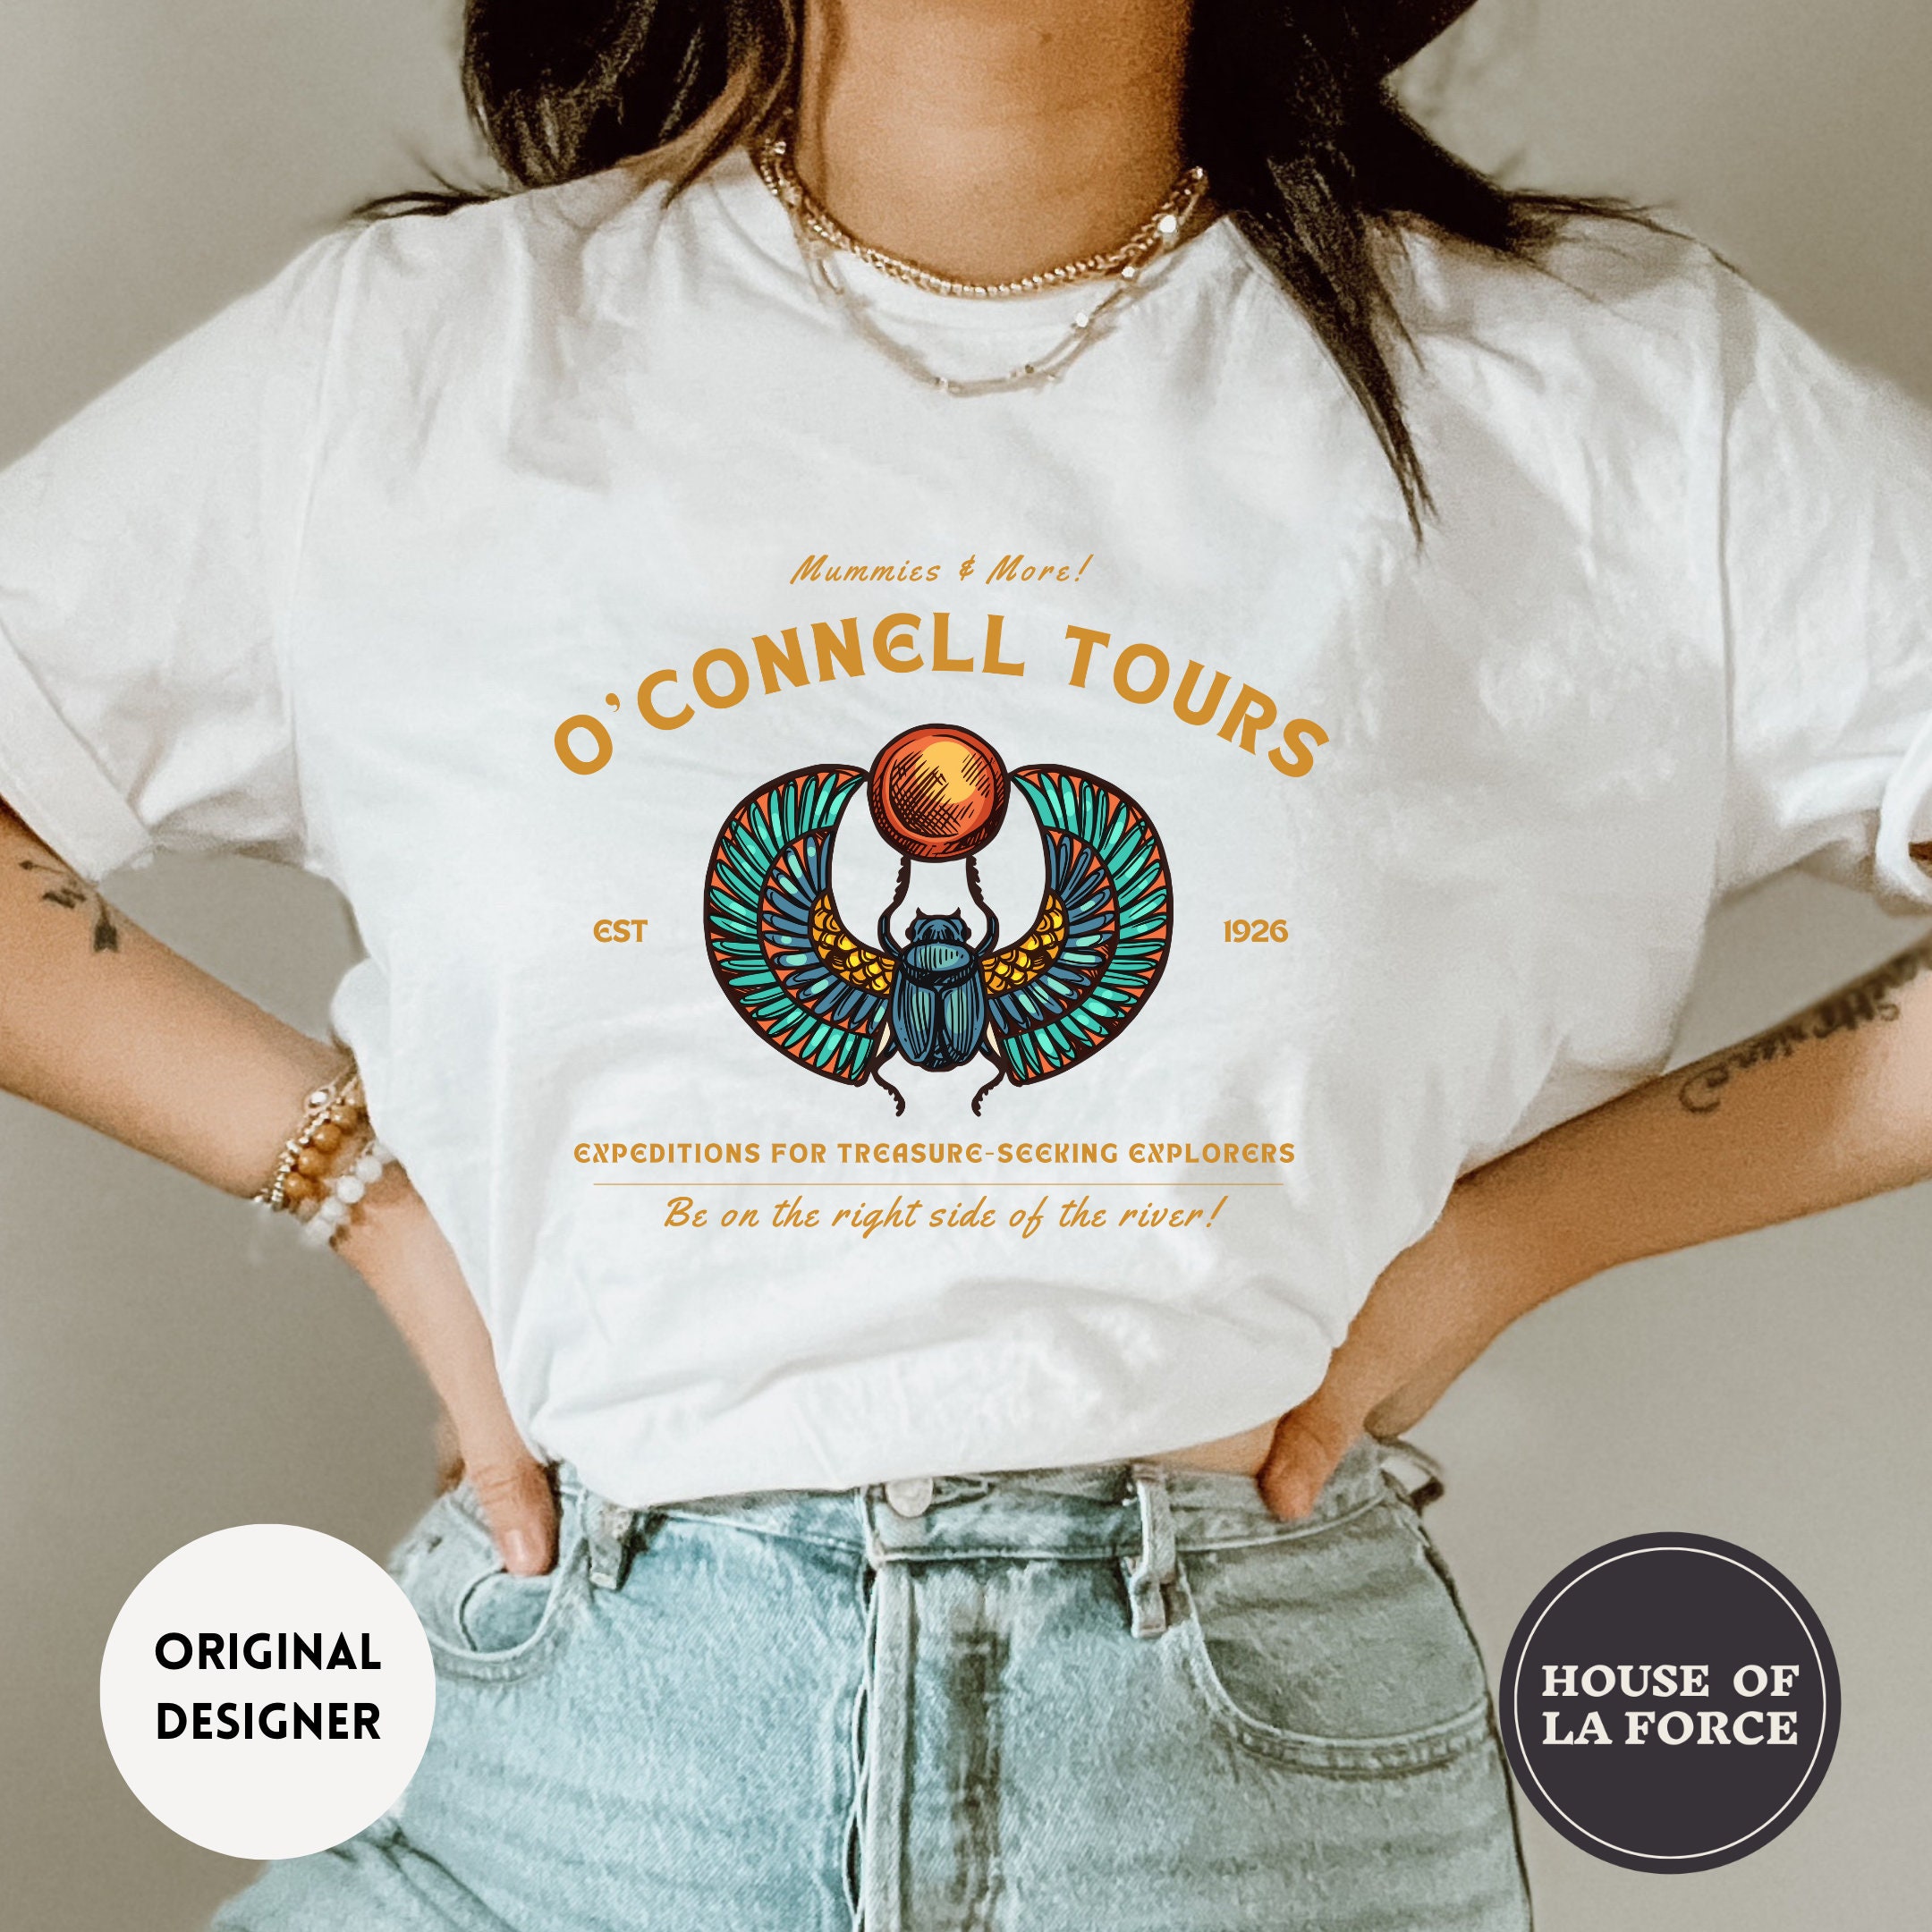 Mummies & More!
O'CONNELL TOURS
EST 1926
EXPEDITIONS FOR TREASURE-SEEKING EXPLORERS
Be on the right side of the river!
ORIGINAL
DESIGNER
HOUSE OF
LA FORCE